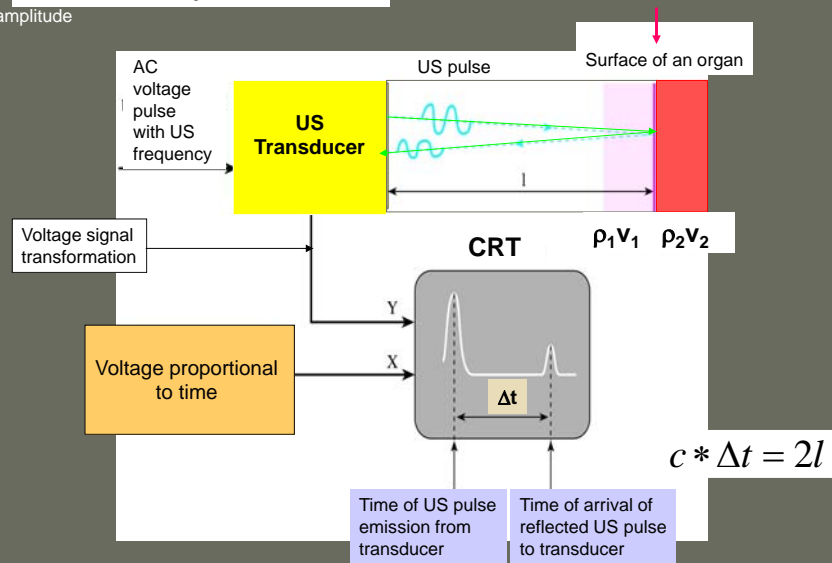 amplitude
AC
voltage
pulse
with US
frequency
US pulse
Surface of an organ
US
Transducer
l
ρ₁v₁ ρ₂v₂
Voltage signal
transformation
CRT
Y
X
Voltage proportional
to time
Δt
c * Δt = 2l
Time of US pulse
emission from
transducer
Time of arrival of
reflected US pulse
to transducer